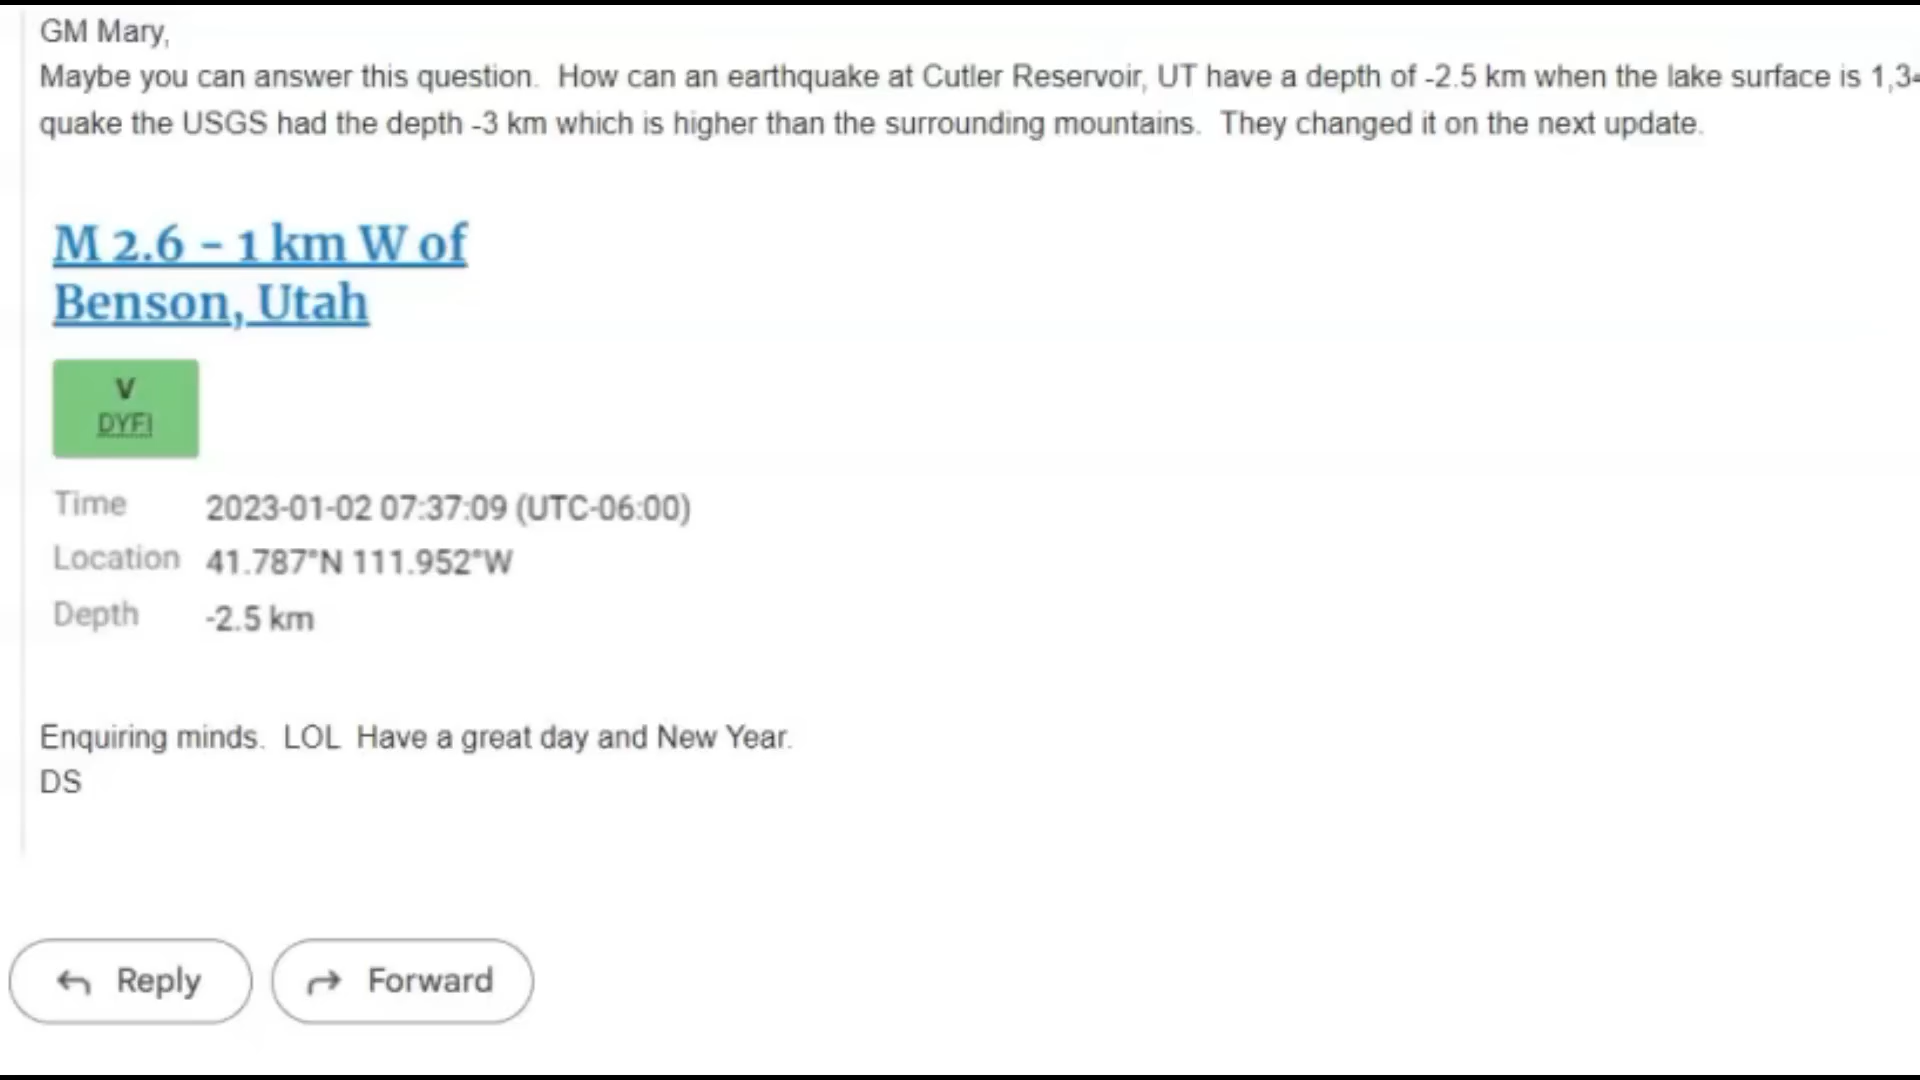 GM Mary,
Maybe you can answer this question. How can an earthquake at Cutler Reservoir, UT have a depth of -2.5 km when the lake surface is 1,3
quake the USGS had the depth -3 km which is higher than the surrounding mountains. They changed it on the next update.
M 2.6 - 1 km W of
Benson, Utah
V
DYFI
Time 2023-01-02 07:37:09 (UTC-06:00)
Location 41.787°N 111.952°W
Depth -2.5 km
Enquiring minds. LOL Have a great day and New Year.
DS
Reply Forward